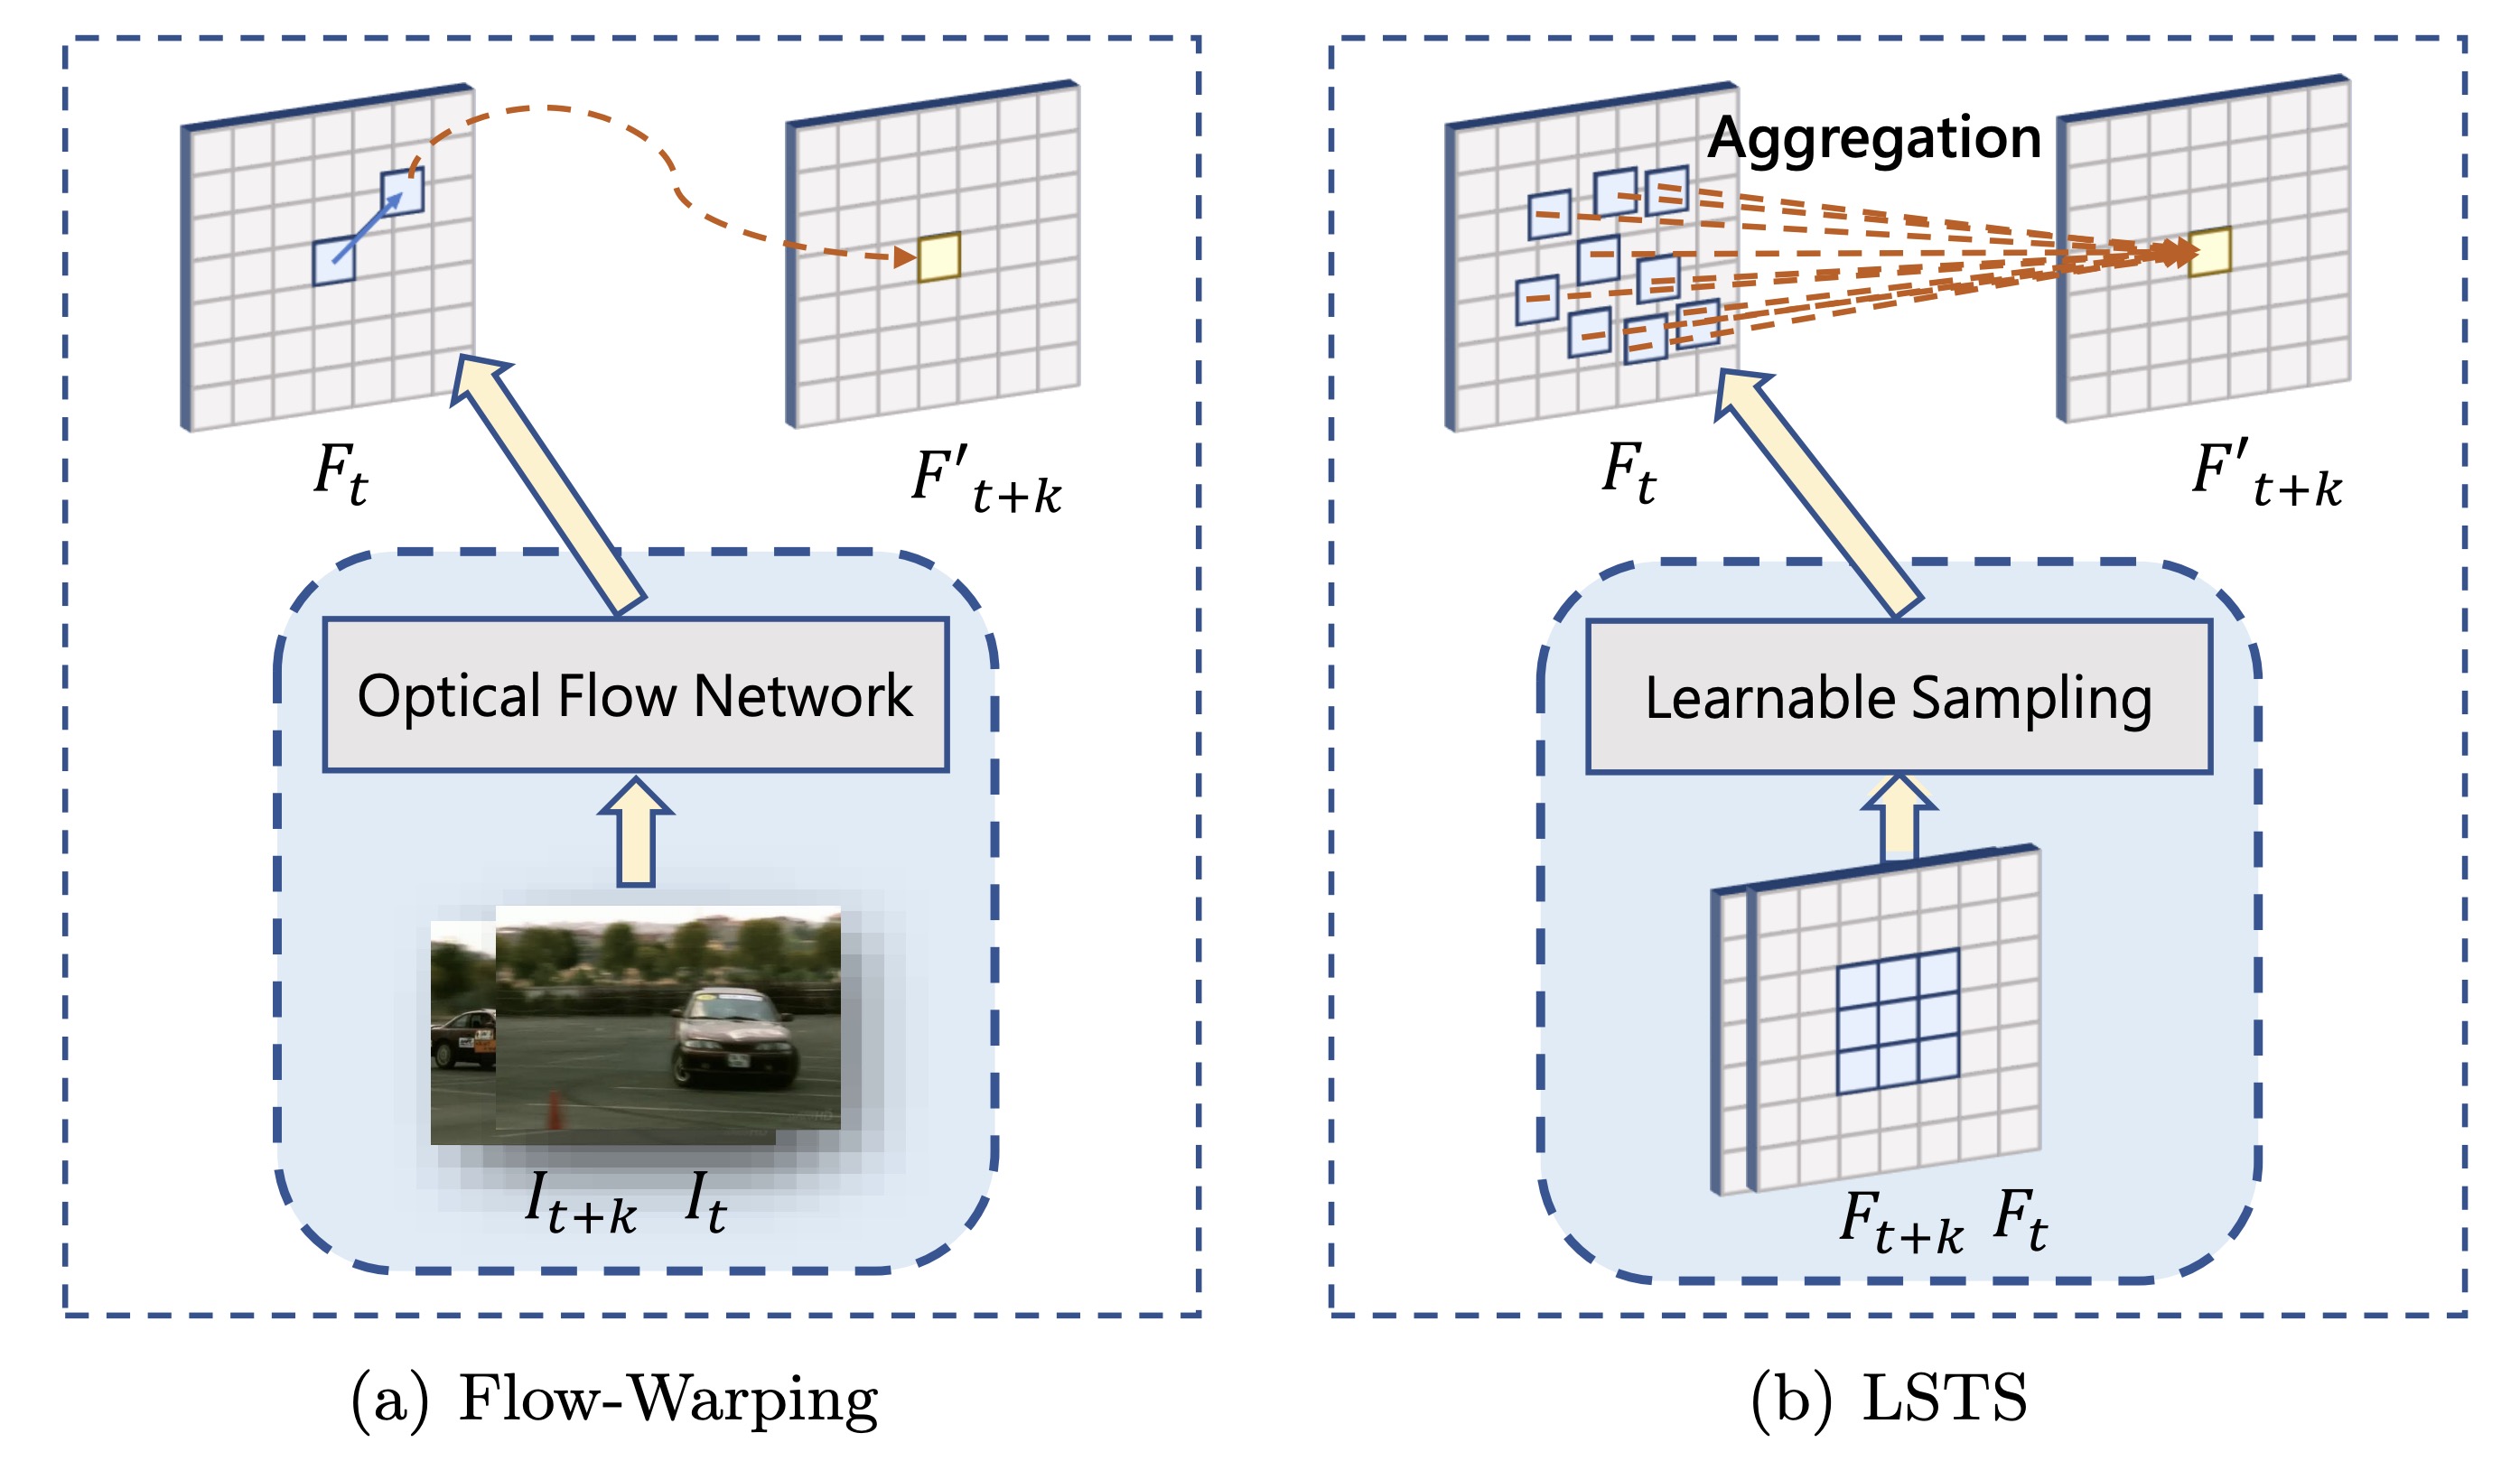 Aggregation
F_t
F'_{t+k}
F_t
F'_{t+k}
Optical Flow Network
Learnable Sampling
I_{t+k} I_t
F_{t+k} F_t
(a) Flow-Warping
(b) LSTS